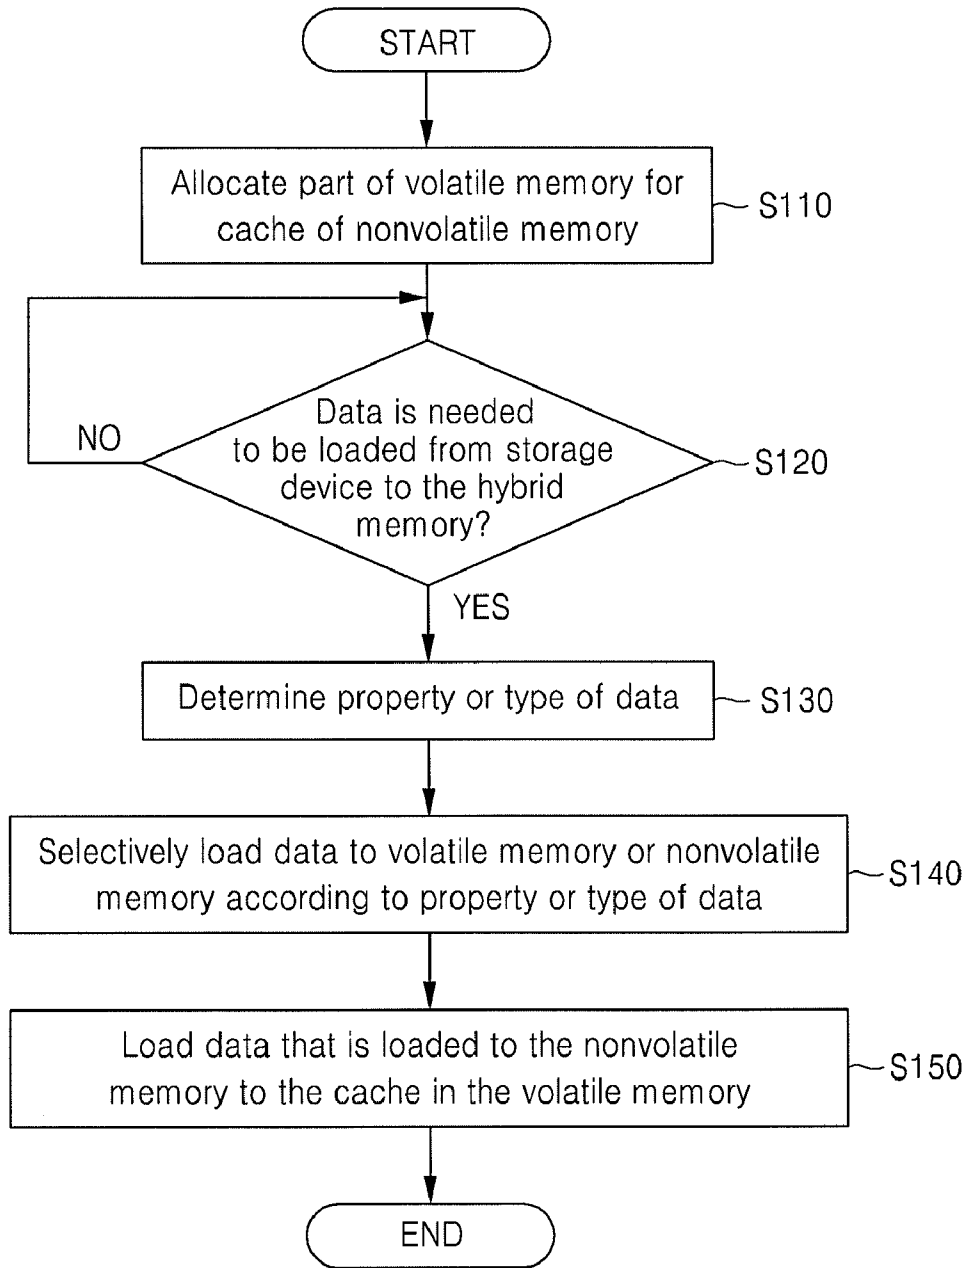 START
Allocate part of volatile memory for
cache of nonvolatile memory
S110
Data is needed
to be loaded from storage
device to the hybrid
memory?
S120
NO
YES
Determine property or type of data
S130
Selectively load data to volatile memory or nonvolatile
memory according to property or type of data
S140
Load data that is loaded to the nonvolatile
memory to the cache in the volatile memory
S150
END